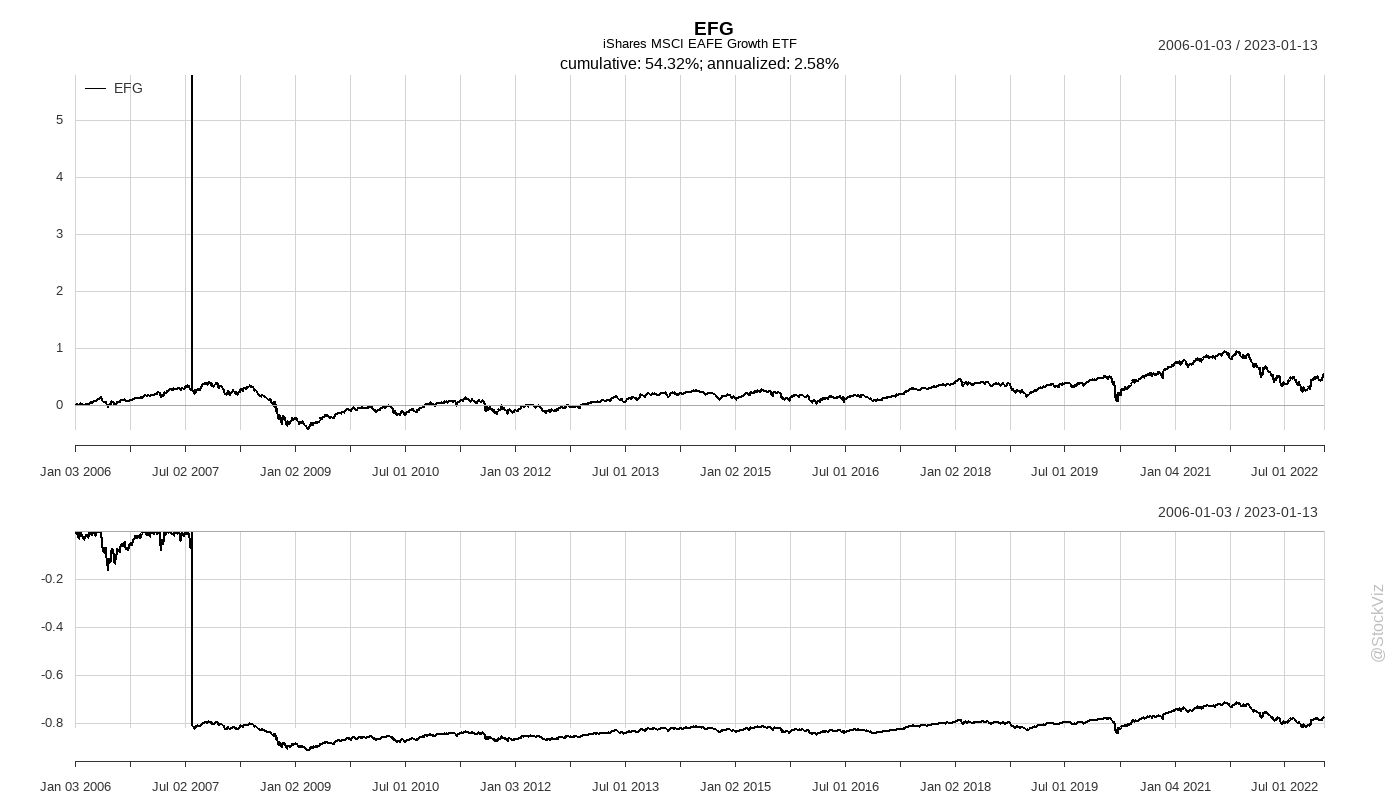 EFG
iShares MSCI EAFE Growth ETF
2006-01-03 / 2023-01-13
cumulative: 54.32%; annualized: 2.58%
EFG
5
4
3
2
1
0
Jan 03 2006 Jul 02 2007 Jan 02 2009 Jul 01 2010 Jan 03 2012 Jul 01 2013 Jan 02 2015 Jul 01 2016 Jan 02 2018 Jul 01 2019 Jan 04 2021 Jul 01 2022
2006-01-03 / 2023-01-13
-0.2
-0.4
-0.6
-0.8
Jan 03 2006 Jul 02 2007 Jan 02 2009 Jul 01 2010 Jan 03 2012 Jul 01 2013 Jan 02 2015 Jul 01 2016 Jan 02 2018 Jul 01 2019 Jan 04 2021 Jul 01 2022
@StockViz